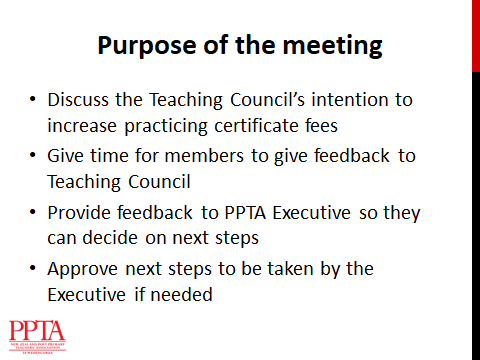 Purpose of the meeting
• Discuss the Teaching Council's intention to
increase practicing certificate fees
• Give time for members to give feedback to
Teaching Council
• Provide feedback to PPTA Executive so they
can decide on next steps
• Approve next steps to be taken by the
Executive if needed
PPTA
NEW ZEALAND POST PRIMARY
TEACHERS' ASSOCIATION